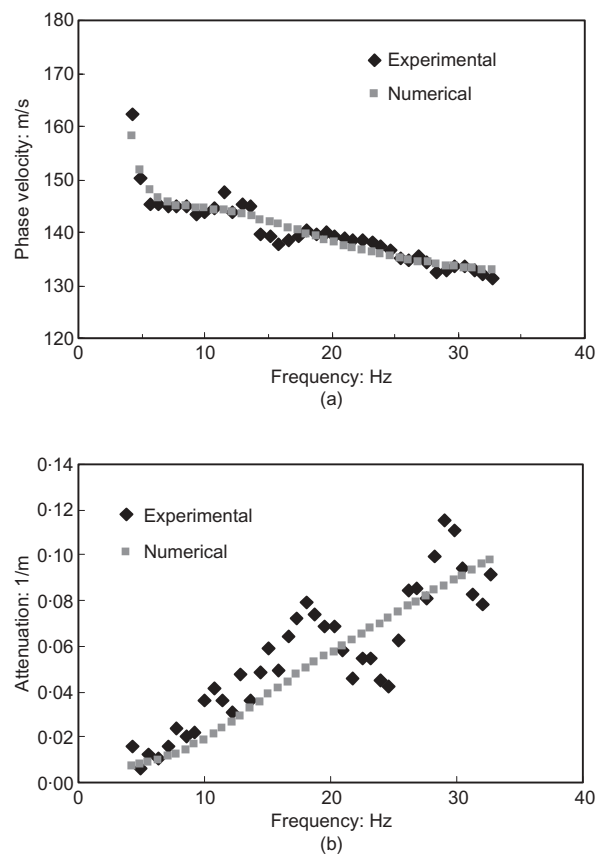 180
170
160
150
140
130
120
Phase velocity: m/s
Experimental
Numerical
0
10
20
30
40
Frequency: Hz
(a)
0·14
0·12
0·10
0·08
0·06
0·04
0·02
0·00
Attenuation: 1/m
Experimental
Numerical
0
10
20
30
40
Frequency: Hz
(b)